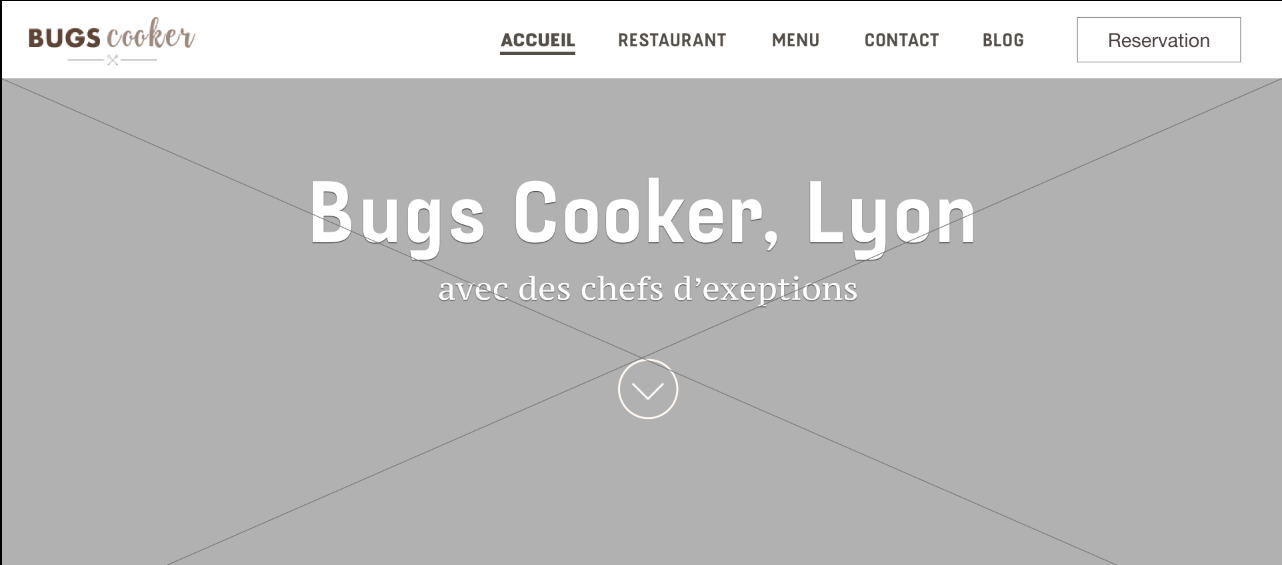 BUGS cooker
ACCUEIL RESTAURANT MENU CONTACT BLOG Reservation
Bugs Cooker, Lyon
avec des chefs d’exeptions